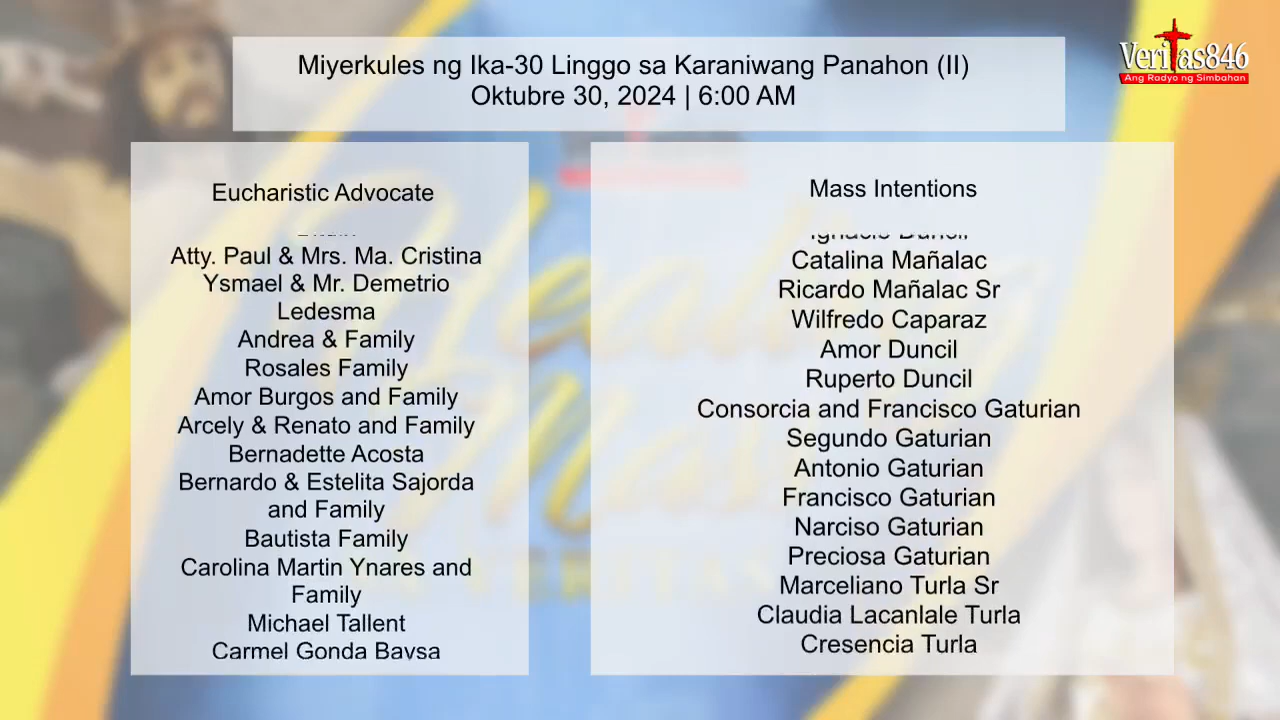 Miyerkules ng Ika-30 Linggo sa Karaniwang Panahon (II)
Oktubre 30, 2024 | 6:00 AM
Veritas846
Ang Radyo ng Simbahan
Eucharistic Advocate
Atty. Paul & Mrs. Ma. Cristina
Ysmael & Mr. Demetrio
Ledesma
Andrea & Family
Rosales Family
Amor Burgos and Family
Arcely & Renato and Family
Bernadette Acosta
Bernardo & Estelita Sajorda
and Family
Bautista Family
Carolina Martin Ynares and
Family
Michael Tallent
Carmel Gonda Baysa
Mass Intentions
Ignacio Duncil
Catalina Mañalac
Ricardo Mañalac Sr
Wilfredo Caparaz
Amor Duncil
Ruperto Duncil
Consorcia and Francisco Gaturian
Segundo Gaturian
Antonio Gaturian
Francisco Gaturian
Narciso Gaturian
Preciosa Gaturian
Marceliano Turla Sr
Claudia Lacanlale Turla
Cresencia Turla
Healing
Mass